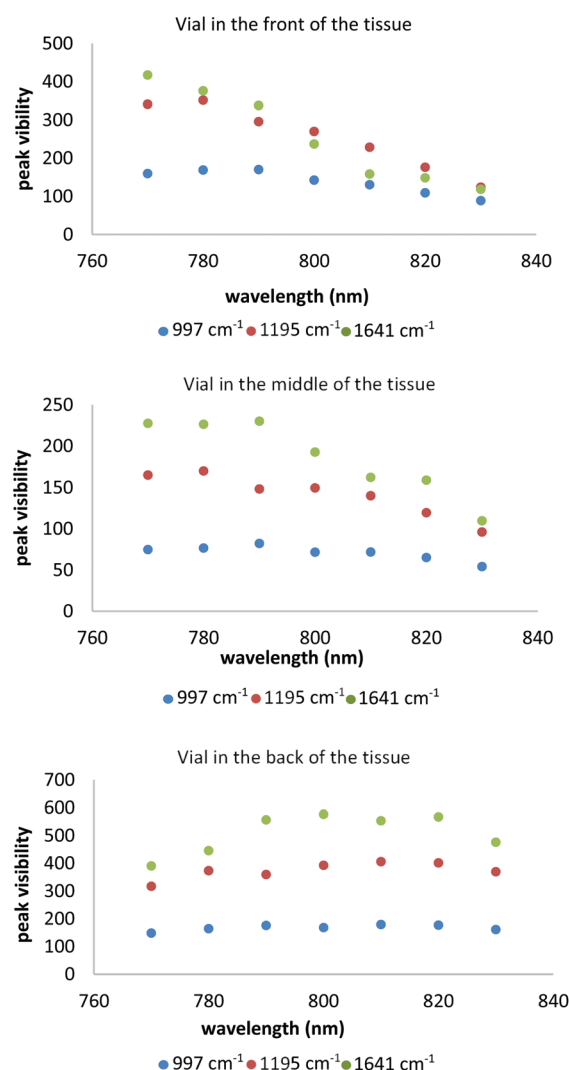 Vial in the front of the tissue
500
400
300
200
100
0
peak vibility
760 780 800 820 840
wavelength (nm)
997 cm⁻¹ 1195 cm⁻¹ 1641 cm⁻¹
Vial in the middle of the tissue
250
200
150
100
50
0
peak visibility
760 780 800 820 840
wavelength (nm)
997 cm⁻¹ 1195 cm⁻¹ 1641 cm⁻¹
Vial in the back of the tissue
700
600
500
400
300
200
100
0
peak visibility
760 780 800 820 840
wavelength (nm)
997 cm⁻¹ 1195 cm⁻¹ 1641 cm⁻¹